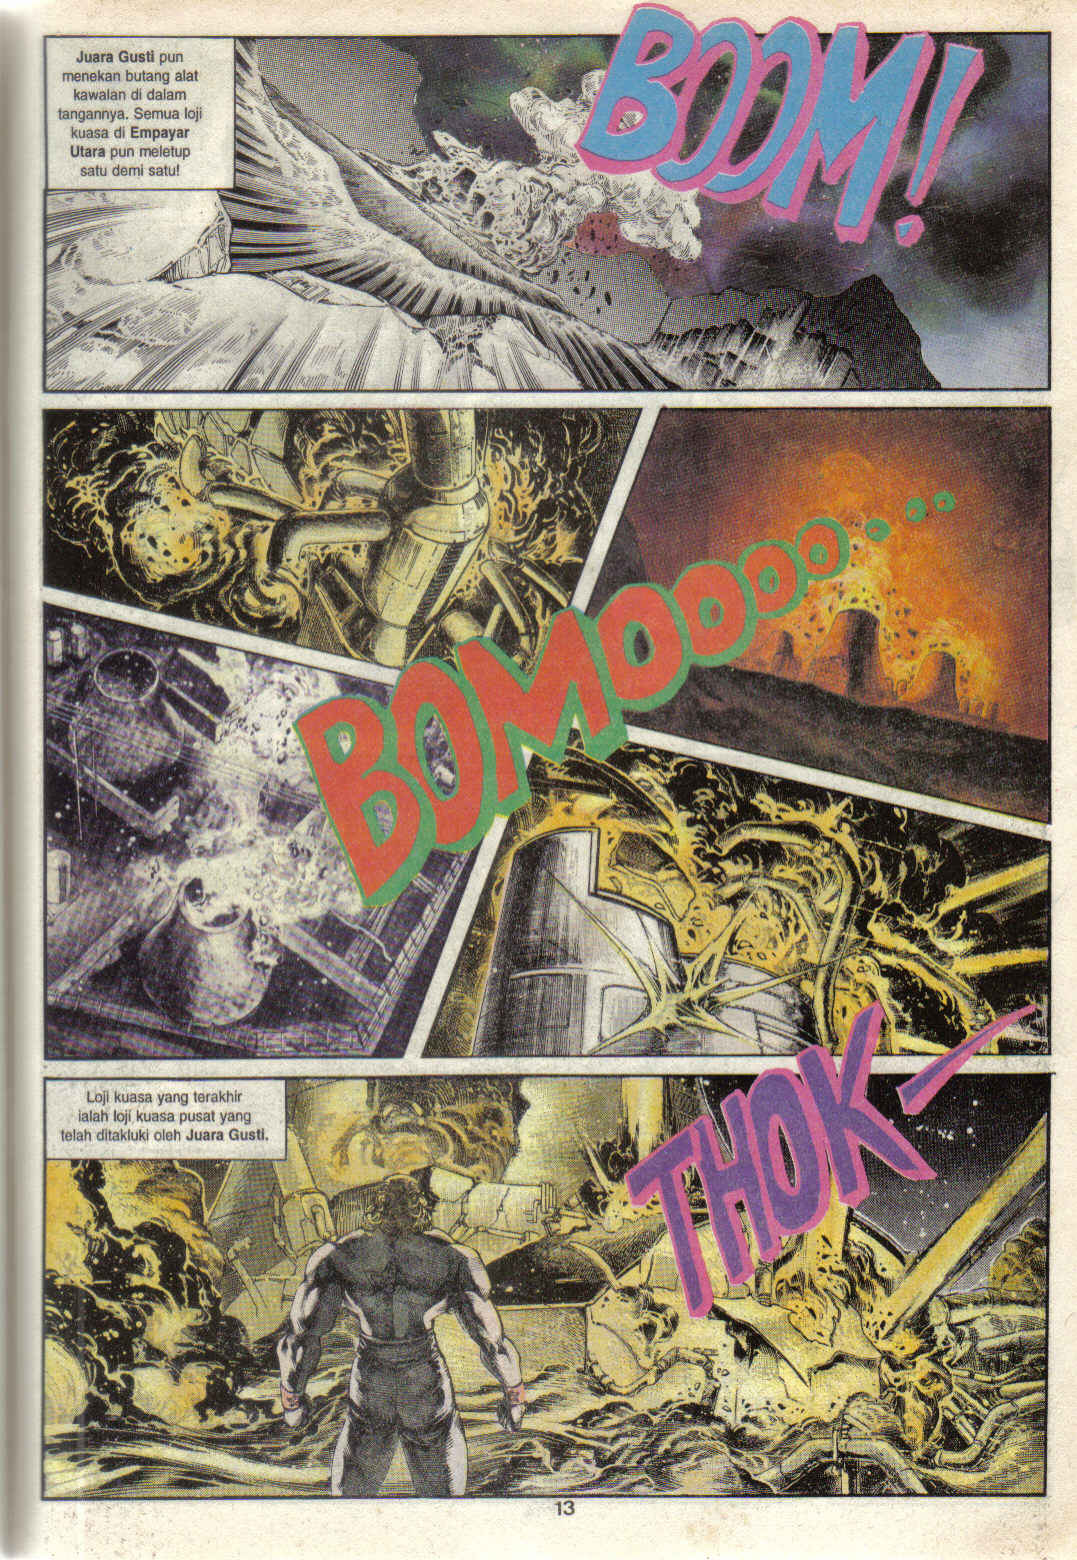 Juara Gusti pun
menekan butang alat
kawalan di dalam
tangannya. Semua loji
kuasa di Empayar
Utara pun meletup
satu demi satu!
BOOM!
BOMOoooo....
Loji kuasa yang terakhir
ialah loji kuasa pusat yang
telah ditakluki oleh Juara Gusti.
THOK–
13